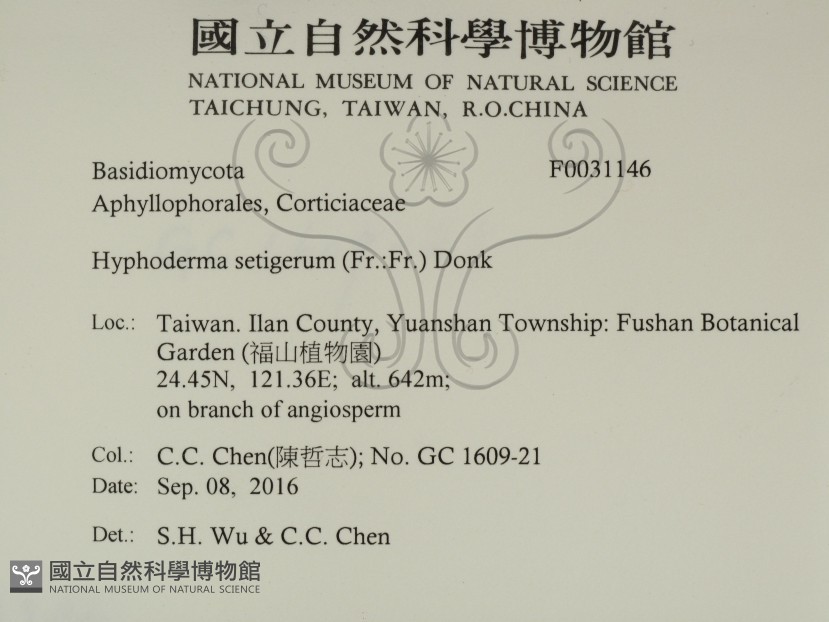 國立自然科學博物館
NATIONAL MUSEUM OF NATURAL SCIENCE
TAICHUNG, TAIWAN, R.O.CHINA
Basidiomycota F0031146
Aphyllophorales, Corticiaceae
Hyphoderma setigerum (Fr.:Fr.) Donk
Loc.: Taiwan. Ilan County, Yuanshan Township: Fushan Botanical
Garden (福山植物園)
24.45N, 121.36E; alt. 642m;
on branch of angiosperm
Col.: C.C. Chen(陳哲志); No. GC 1609-21
Date: Sep. 08, 2016
Det.: S.H. Wu & C.C. Chen
國立自然科學博物館
NATIONAL MUSEUM OF NATURAL SCIENCE